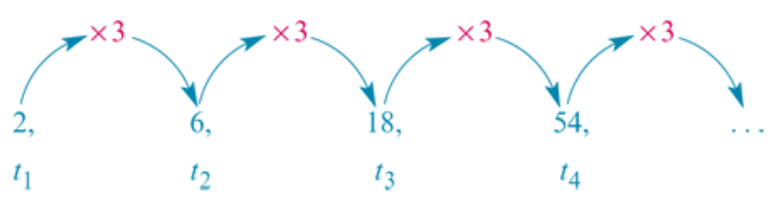 ×3 ×3 ×3 ×3
2, 6, 18, 54, ...
t₁ t₂ t₃ t₄